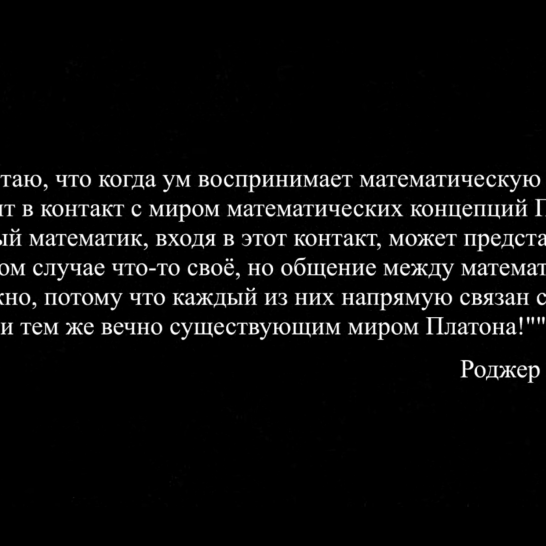 таю, что когда ум воспринимает математическую
т в контакт с миром математических концепций П
ый математик, входя в этот контакт, может предста
ом случае что-то своё, но общение между математ
жно, потому что каждый из них напрямую связан с
и тем же вечно существующим миром Платона!""
Роджер